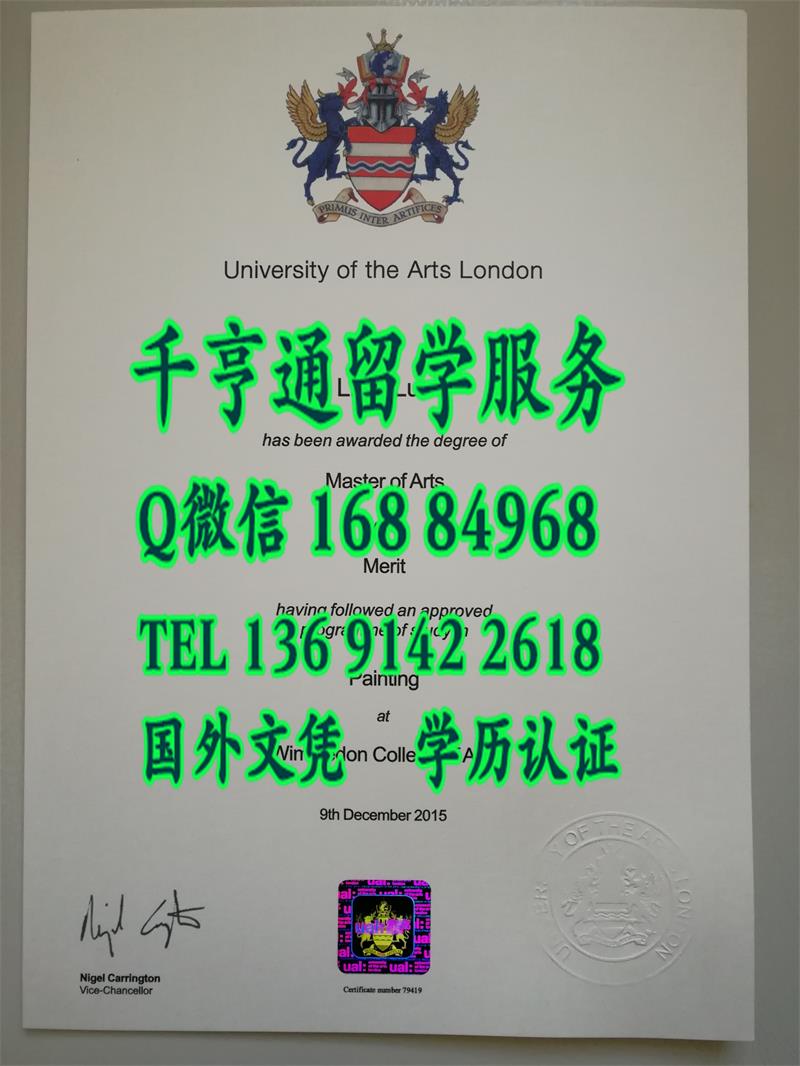 PRIMUS INTER ARTIFICES
University of the Arts London
千亨通留学服务
has been awarded the degree of
Master of Arts
Q微信 168 84968
Merit
having followed an approved
TEL 136 9142 2618
Painting
at
国外文凭 学历认证
9th December 2015
Nigel Carrington
Vice-Chancellor
ual:
Certificate number 79419